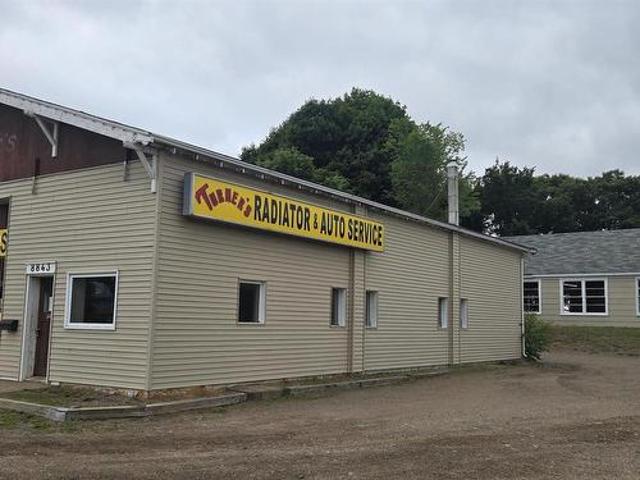 'S
S
8843
TURNER'S RADIATOR & AUTO SERVICE